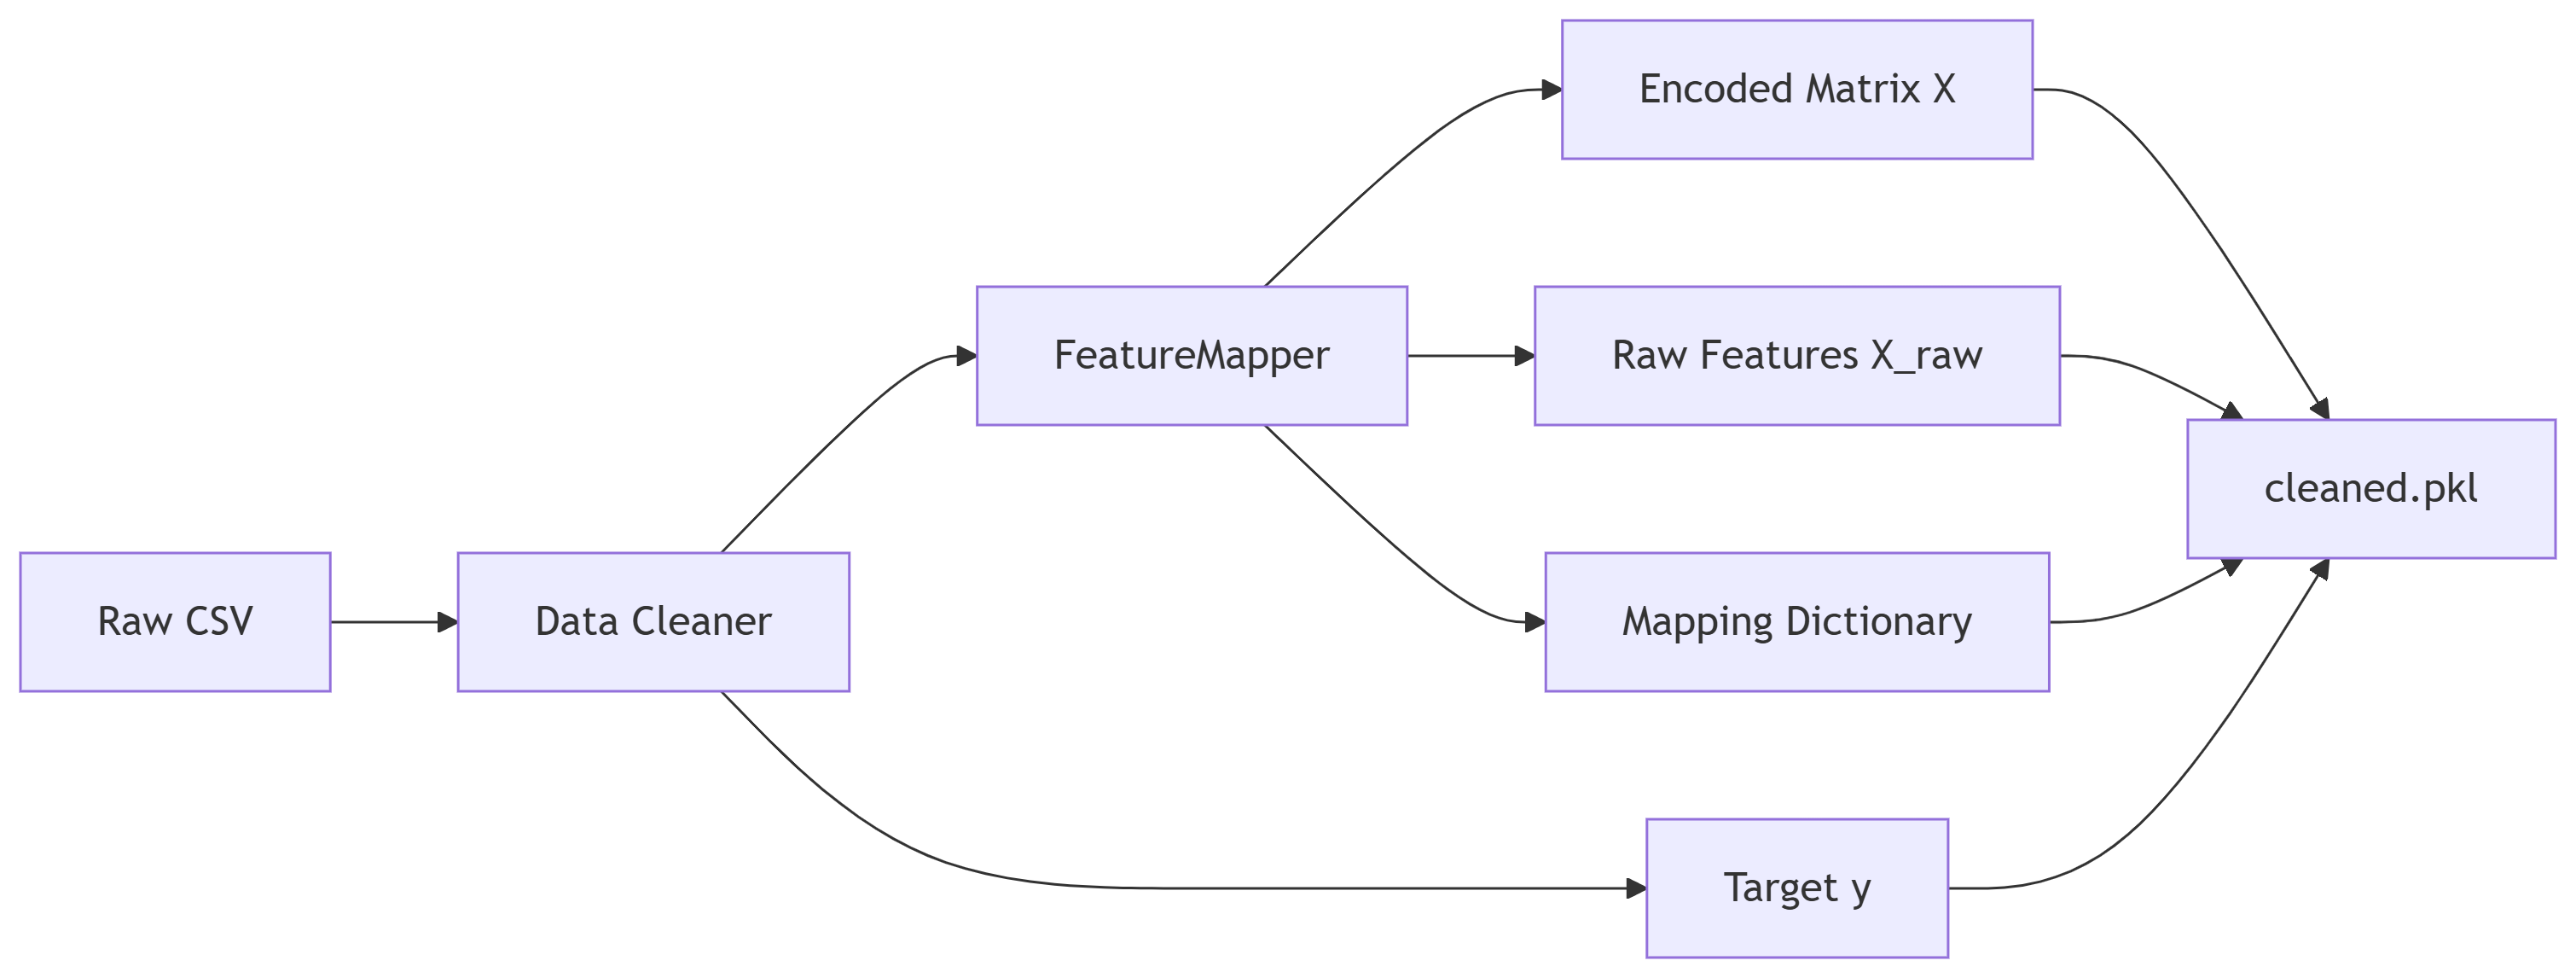 Raw CSV
Data Cleaner
FeatureMapper
Encoded Matrix X
Raw Features X_raw
Mapping Dictionary
Target y
cleaned.pkl